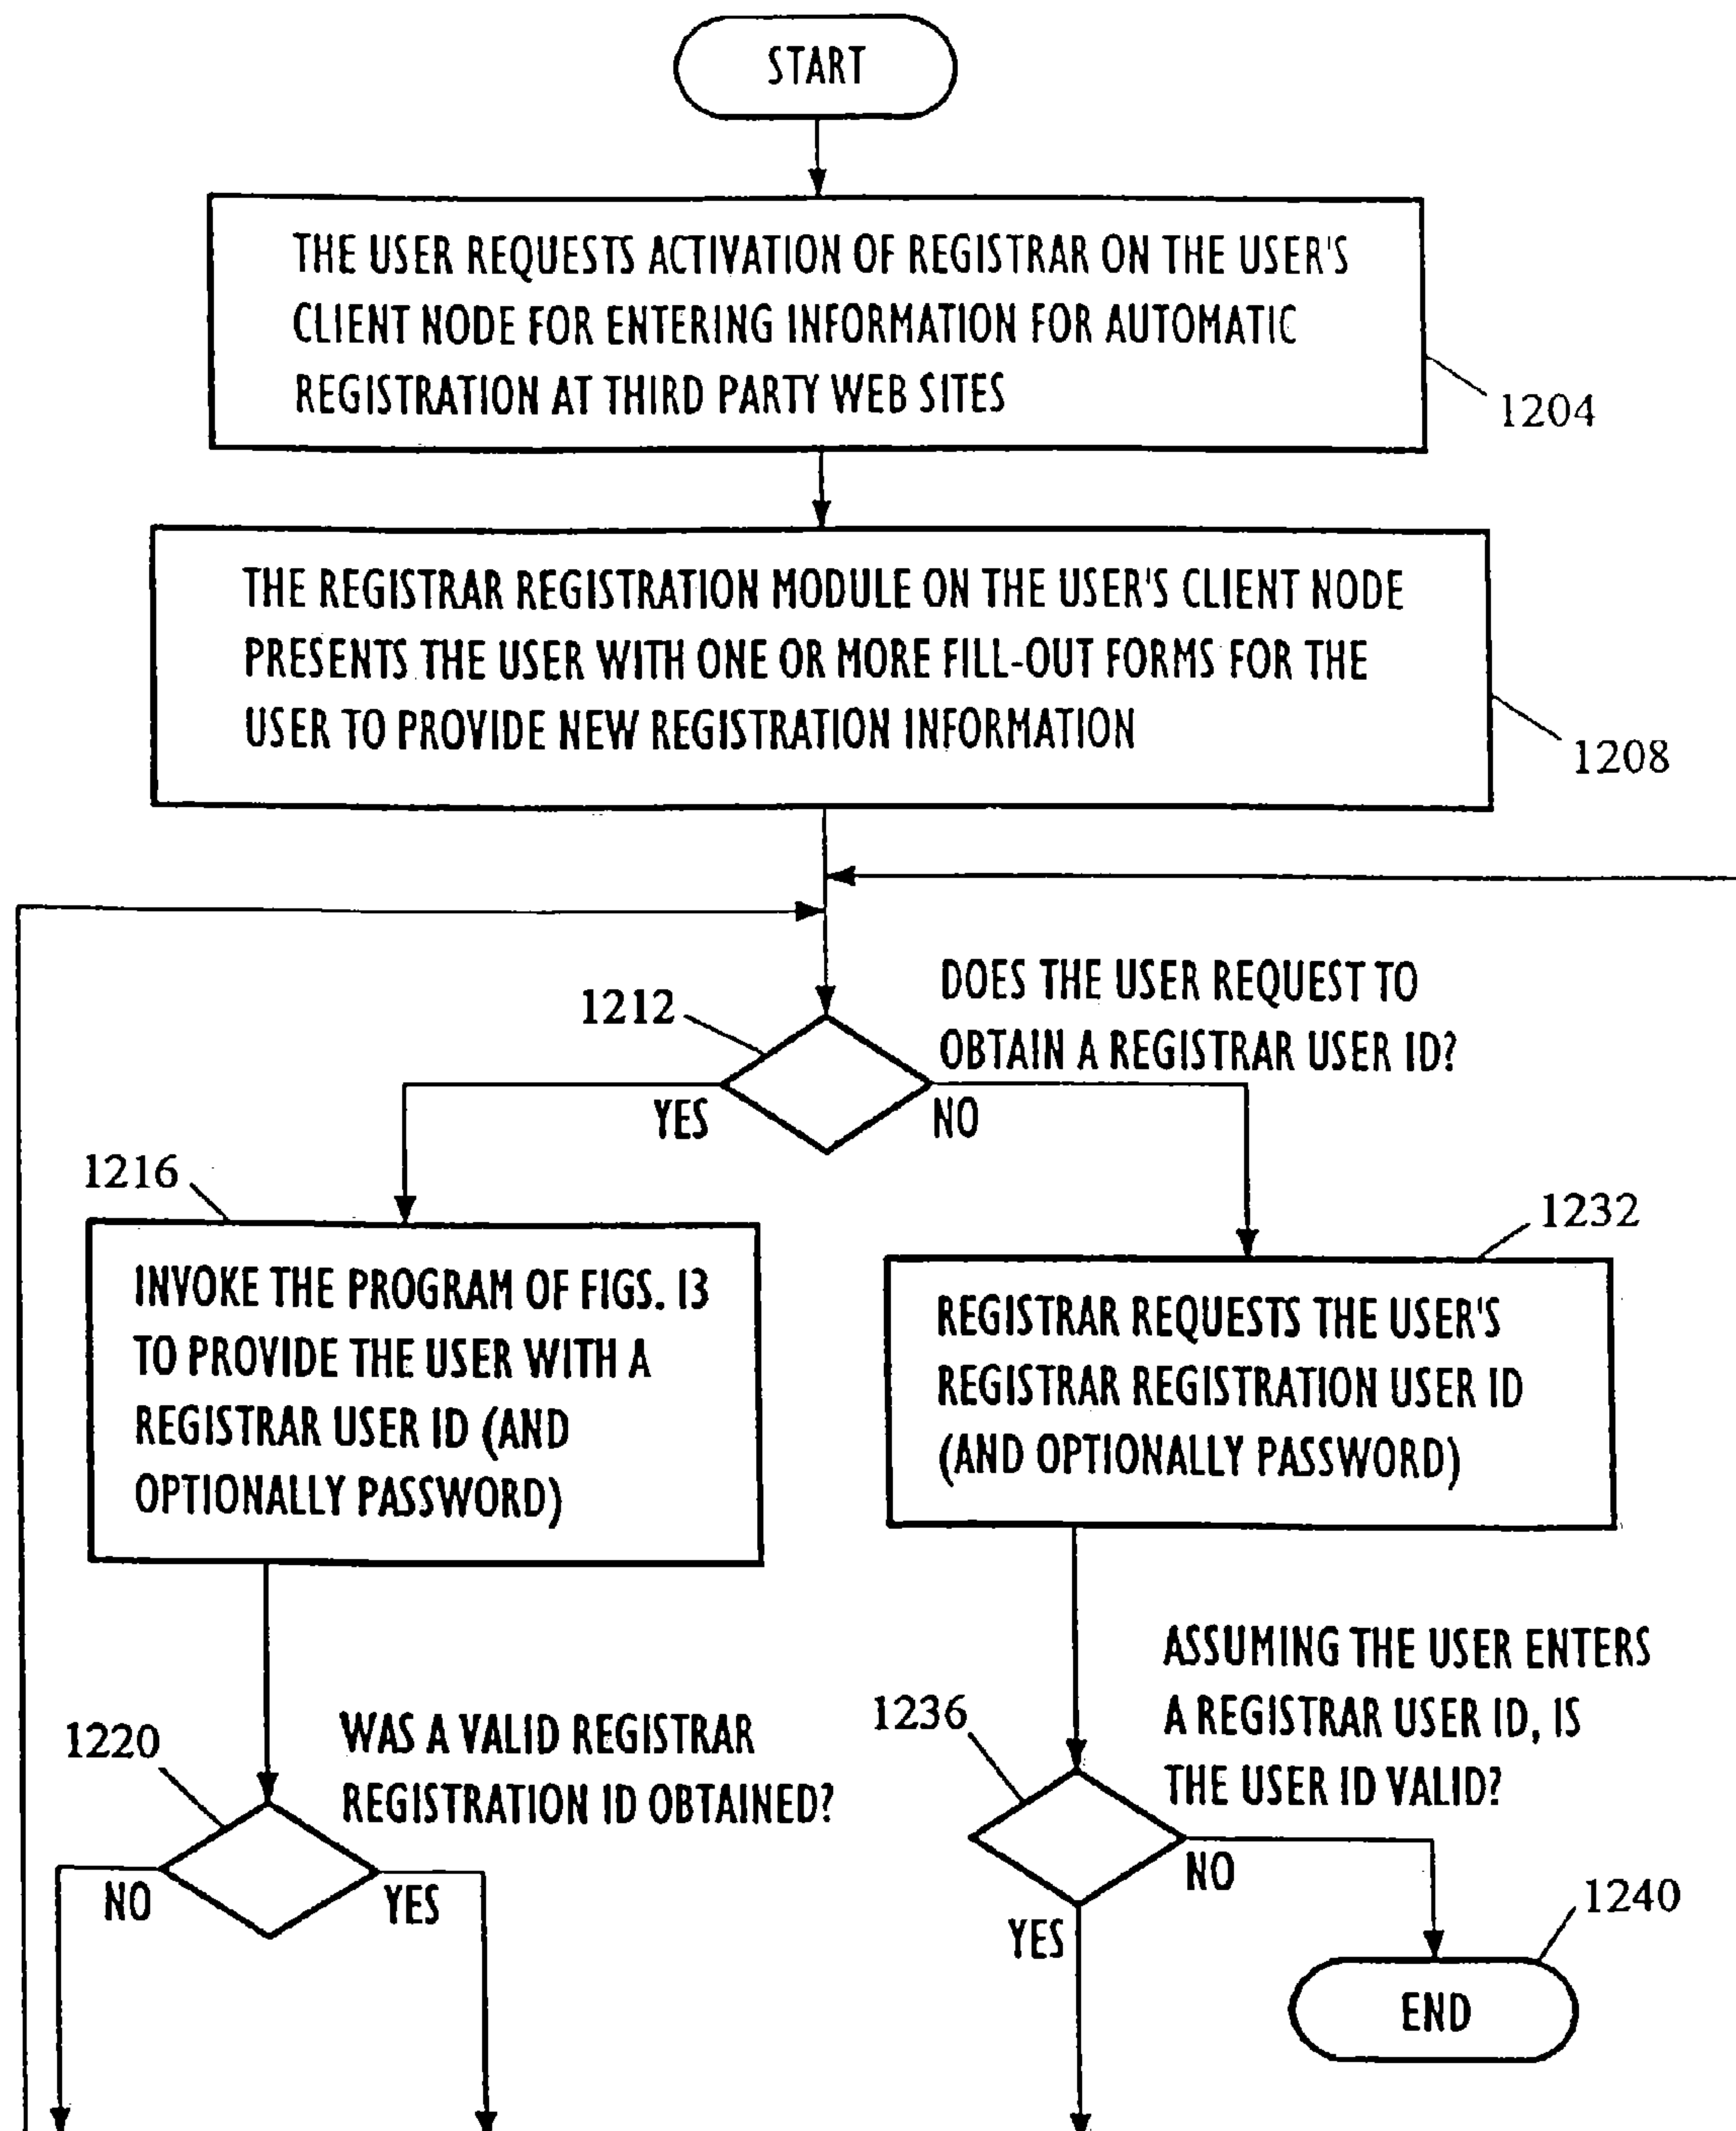 START
THE USER REQUESTS ACTIVATION OF REGISTRAR ON THE USER'S
CLIENT NODE FOR ENTERING INFORMATION FOR AUTOMATIC
REGISTRATION AT THIRD PARTY WEB SITES
1204
THE REGISTRAR REGISTRATION MODULE ON THE USER'S CLIENT NODE
PRESENTS THE USER WITH ONE OR MORE FILL-OUT FORMS FOR THE
USER TO PROVIDE NEW REGISTRATION INFORMATION
1208
1212
DOES THE USER REQUEST TO
OBTAIN A REGISTRAR USER ID?
YES
NO
1216
INVOKE THE PROGRAM OF FIGS. 13
TO PROVIDE THE USER WITH A
REGISTRAR USER ID (AND
OPTIONALLY PASSWORD)
1232
REGISTRAR REQUESTS THE USER'S
REGISTRAR REGISTRATION USER ID
(AND OPTIONALLY PASSWORD)
1220
WAS A VALID REGISTRAR
REGISTRATION ID OBTAINED?
NO
YES
1236
ASSUMING THE USER ENTERS
A REGISTRAR USER ID, IS
THE USER ID VALID?
NO
YES
1240
END